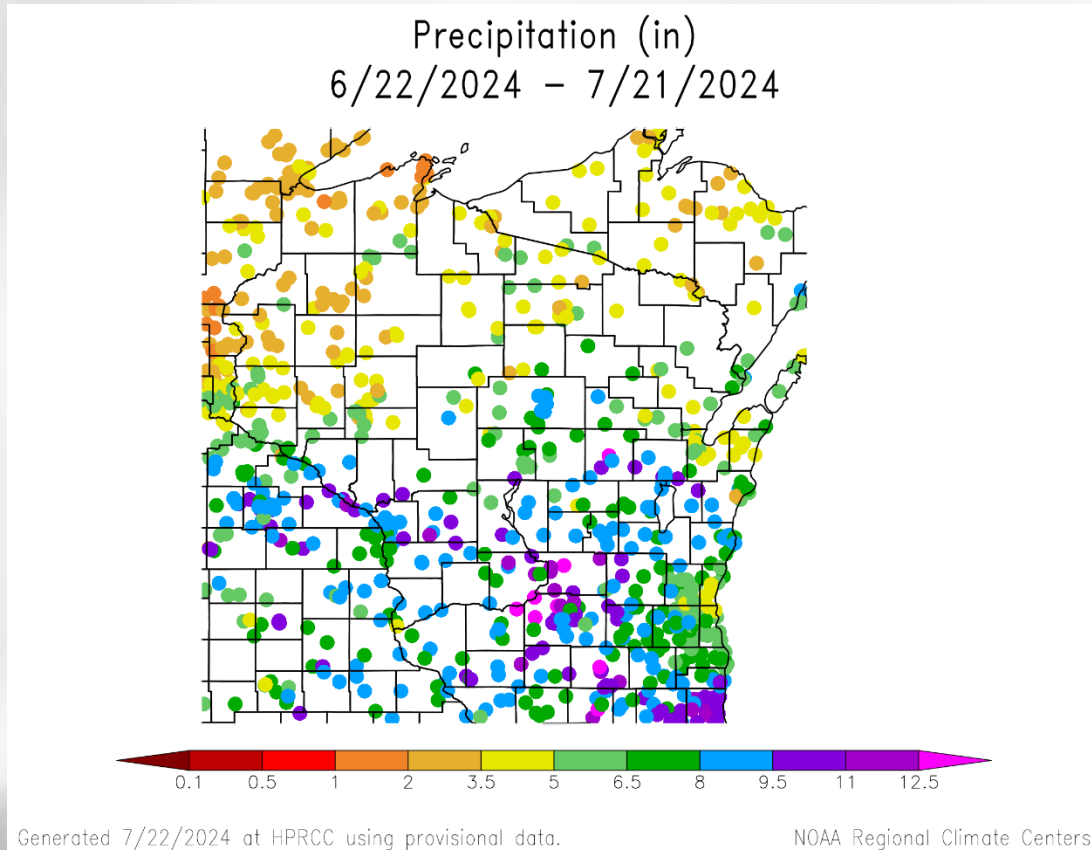 Precipitation (in)
6/22/2024 – 7/21/2024
0.1 0.5 1 2 3.5 5 6.5 8 9.5 11 12.5
Generated 7/22/2024 at HPRCC using provisional data. NOAA Regional Climate Centers